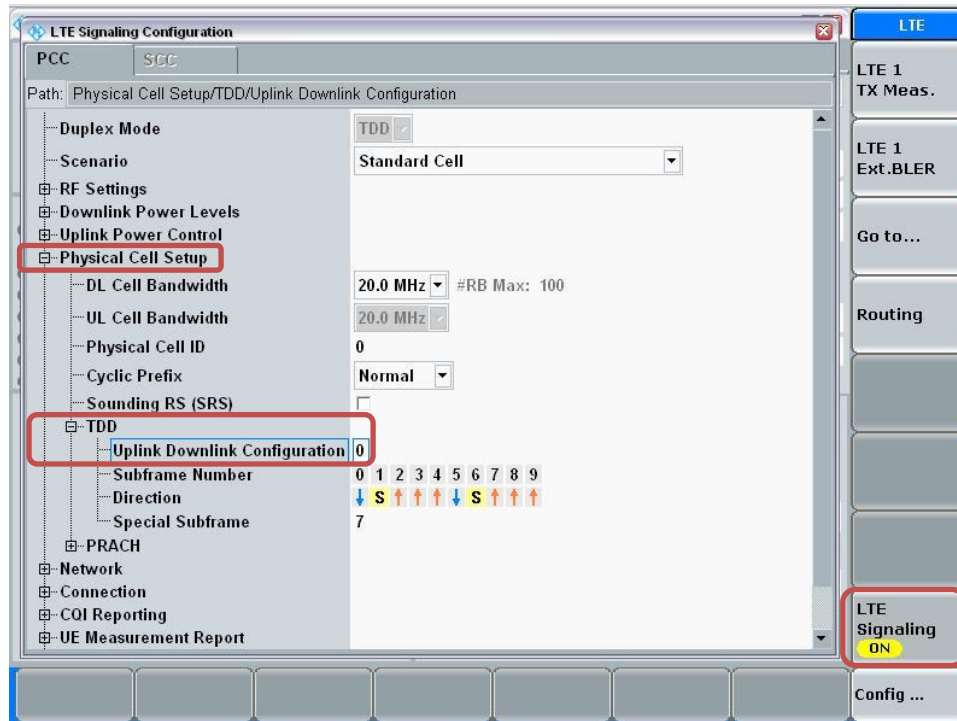 LTE Signaling Configuration
LTE
PCC
SCC
Path: Physical Cell Setup/TDD/Uplink Downlink Configuration
Duplex Mode TDD
Scenario Standard Cell
RF Settings
Downlink Power Levels
Uplink Power Control
Physical Cell Setup
DL Cell Bandwidth 20.0 MHz #RB Max: 100
UL Cell Bandwidth 20.0 MHz
Physical Cell ID 0
Cyclic Prefix Normal
Sounding RS (SRS)
TDD
Uplink Downlink Configuration 0
Subframe Number 0 1 2 3 4 5 6 7 8 9
Direction ↓ S ↑ ↑ ↑ ↓ S ↑ ↑ ↑
Special Subframe 7
PRACH
Network
Connection
CQI Reporting
UE Measurement Report
LTE 1
TX Meas.
LTE 1
Ext.BLER
Go to...
Routing
LTE
Signaling
ON
Config ...